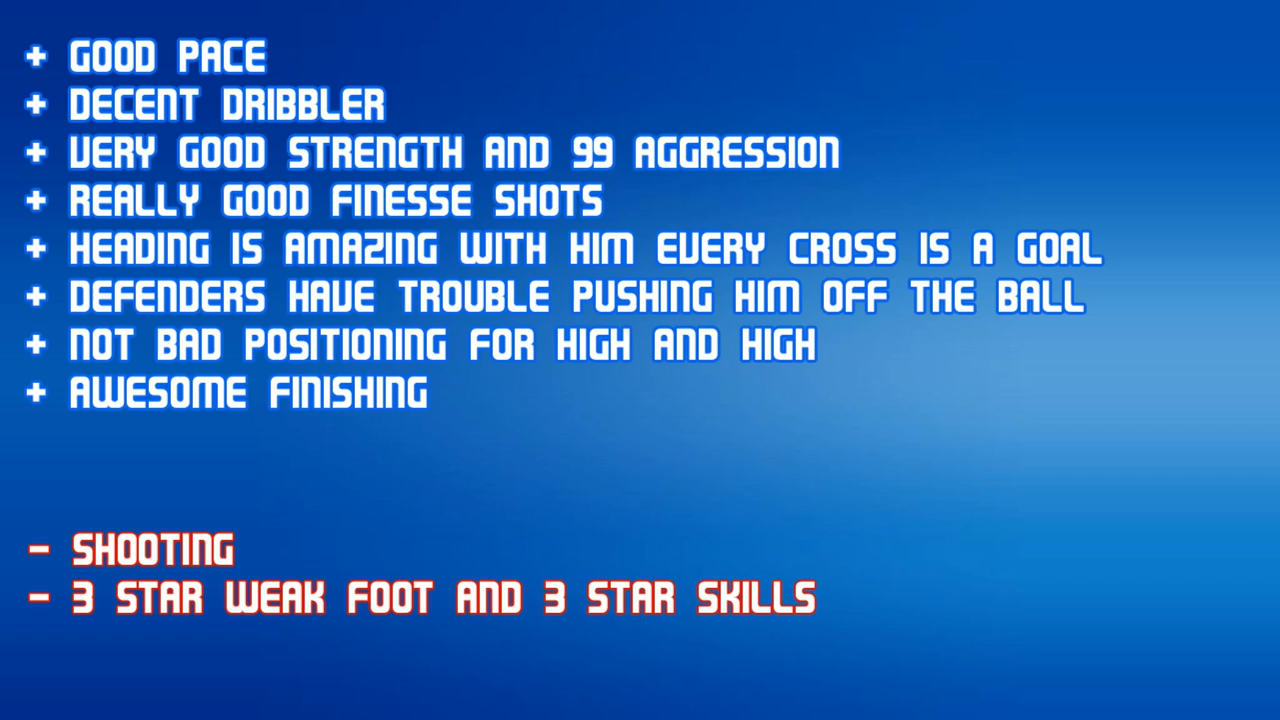 + GOOD PACE
+ DECENT DRIBBLER
+ VERY GOOD STRENGTH AND 99 AGGRESSION
+ REALLY GOOD FINESSE SHOTS
+ HEADING IS AMAZING WITH HIM EVERY CROSS IS A GOAL
+ DEFENDERS HAVE TROUBLE PUSHING HIM OFF THE BALL
+ NOT BAD POSITIONING FOR HIGH AND HIGH
+ AWESOME FINISHING
- SHOOTING
- 3 STAR WEAK FOOT AND 3 STAR SKILLS